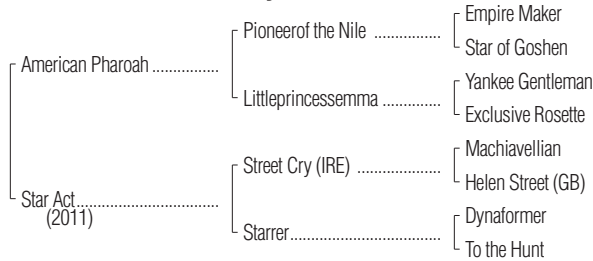 Empire Maker
Pioneerof the Nile ................
Star of Goshen
American Pharoah ................
Yankee Gentleman
Littleprincessemma ..............
Exclusive Rosette
Machiavellian
Street Cry (IRE) ....................
Helen Street (GB)
Star Act..................................
(2011)
Dynaformer
Starrer....................................
To the Hunt